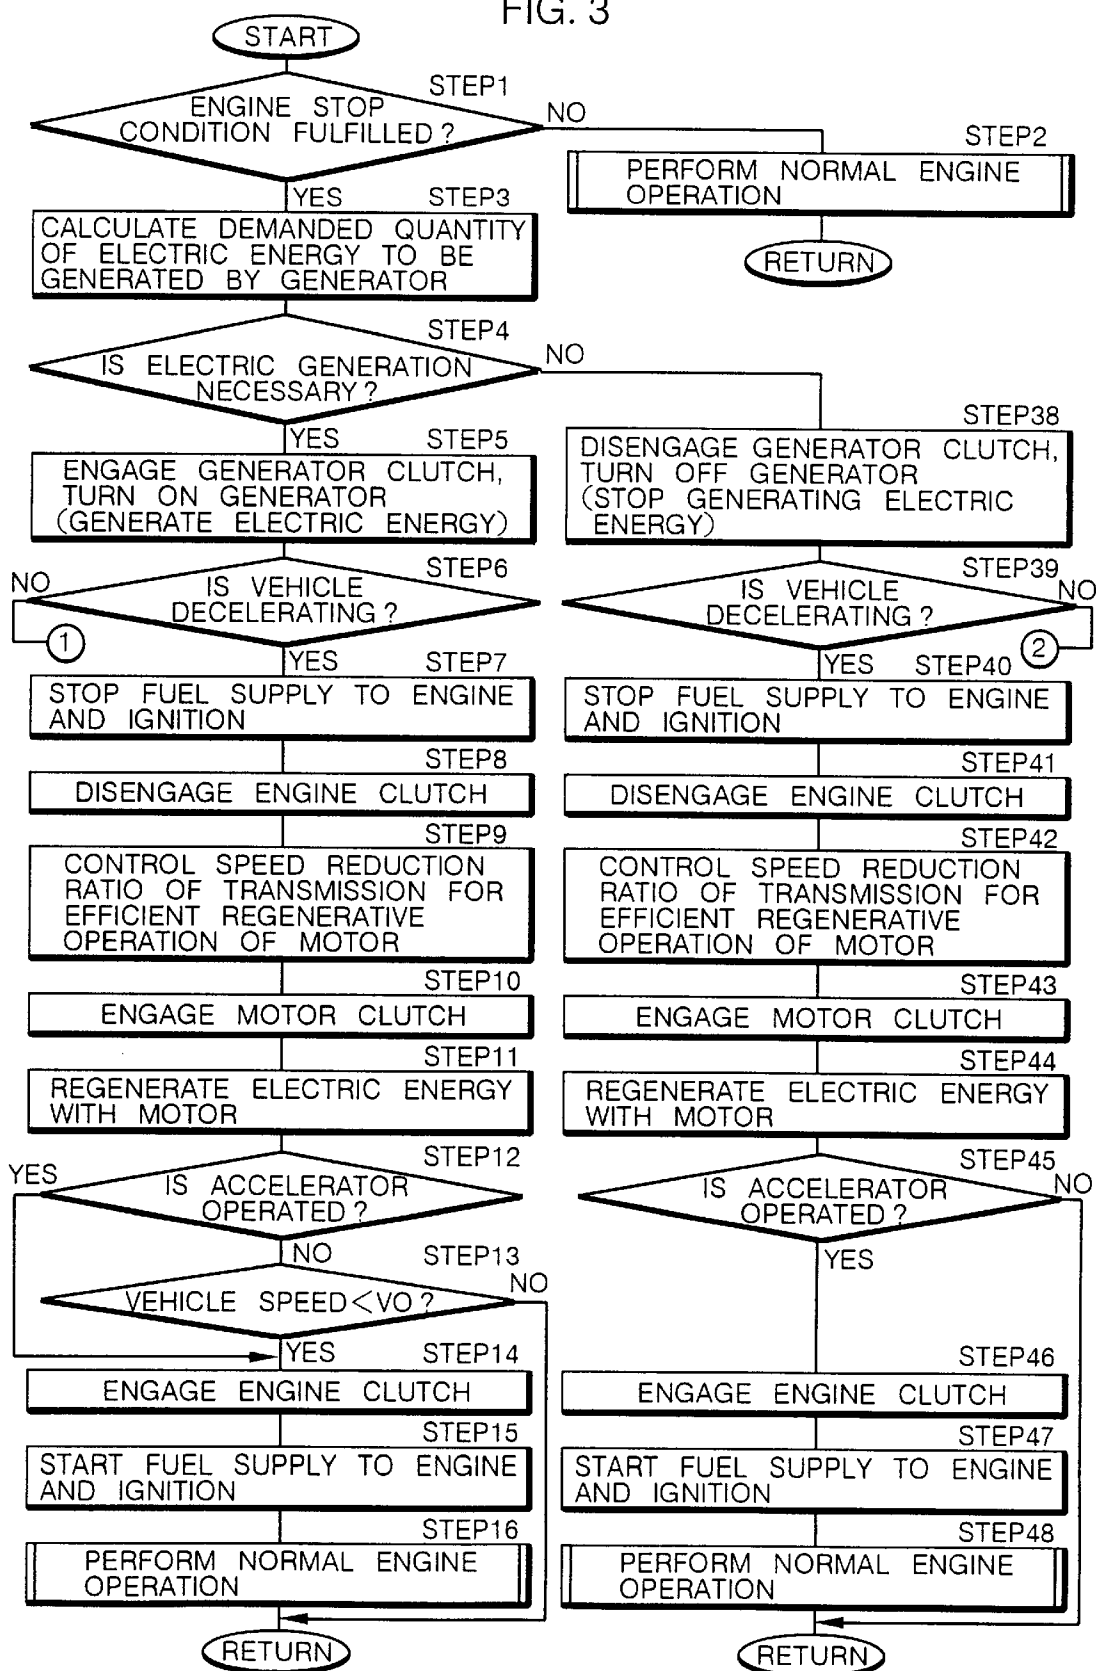 FIG. 3
START
STEP1
ENGINE STOP
CONDITION FULFILLED?
NO
STEP2
PERFORM NORMAL ENGINE
OPERATION
RETURN
YES
STEP3
CALCULATE DEMANDED QUANTITY
OF ELECTRIC ENERGY TO BE
GENERATED BY GENERATOR
STEP4
IS ELECTRIC GENERATION
NECESSARY?
NO
YES
STEP5
ENGAGE GENERATOR CLUTCH,
TURN ON GENERATOR
(GENERATE ELECTRIC ENERGY)
STEP6
IS VEHICLE
DECELERATING?
NO
1
YES
STEP7
STOP FUEL SUPPLY TO ENGINE
AND IGNITION
STEP8
DISENGAGE ENGINE CLUTCH
STEP9
CONTROL SPEED REDUCTION
RATIO OF TRANSMISSION FOR
EFFICIENT REGENERATIVE
OPERATION OF MOTOR
STEP10
ENGAGE MOTOR CLUTCH
STEP11
REGENERATE ELECTRIC ENERGY
WITH MOTOR
STEP12
YES
IS ACCELERATOR
OPERATED?
NO
STEP13
VEHICLE SPEED<VO?
NO
YES
STEP14
ENGAGE ENGINE CLUTCH
STEP15
START FUEL SUPPLY TO ENGINE
AND IGNITION
STEP16
PERFORM NORMAL ENGINE
OPERATION
RETURN
STEP38
DISENGAGE GENERATOR CLUTCH,
TURN OFF GENERATOR
(STOP GENERATING ELECTRIC
ENERGY)
STEP39
IS VEHICLE
DECELERATING?
NO
2
YES
STEP40
STOP FUEL SUPPLY TO ENGINE
AND IGNITION
STEP41
DISENGAGE ENGINE CLUTCH
STEP42
CONTROL SPEED REDUCTION
RATIO OF TRANSMISSION FOR
EFFICIENT REGENERATIVE
OPERATION OF MOTOR
STEP43
ENGAGE MOTOR CLUTCH
STEP44
REGENERATE ELECTRIC ENERGY
WITH MOTOR
STEP45
IS ACCELERATOR
OPERATED?
NO
YES
STEP46
ENGAGE ENGINE CLUTCH
STEP47
START FUEL SUPPLY TO ENGINE
AND IGNITION
STEP48
PERFORM NORMAL ENGINE
OPERATION
RETURN